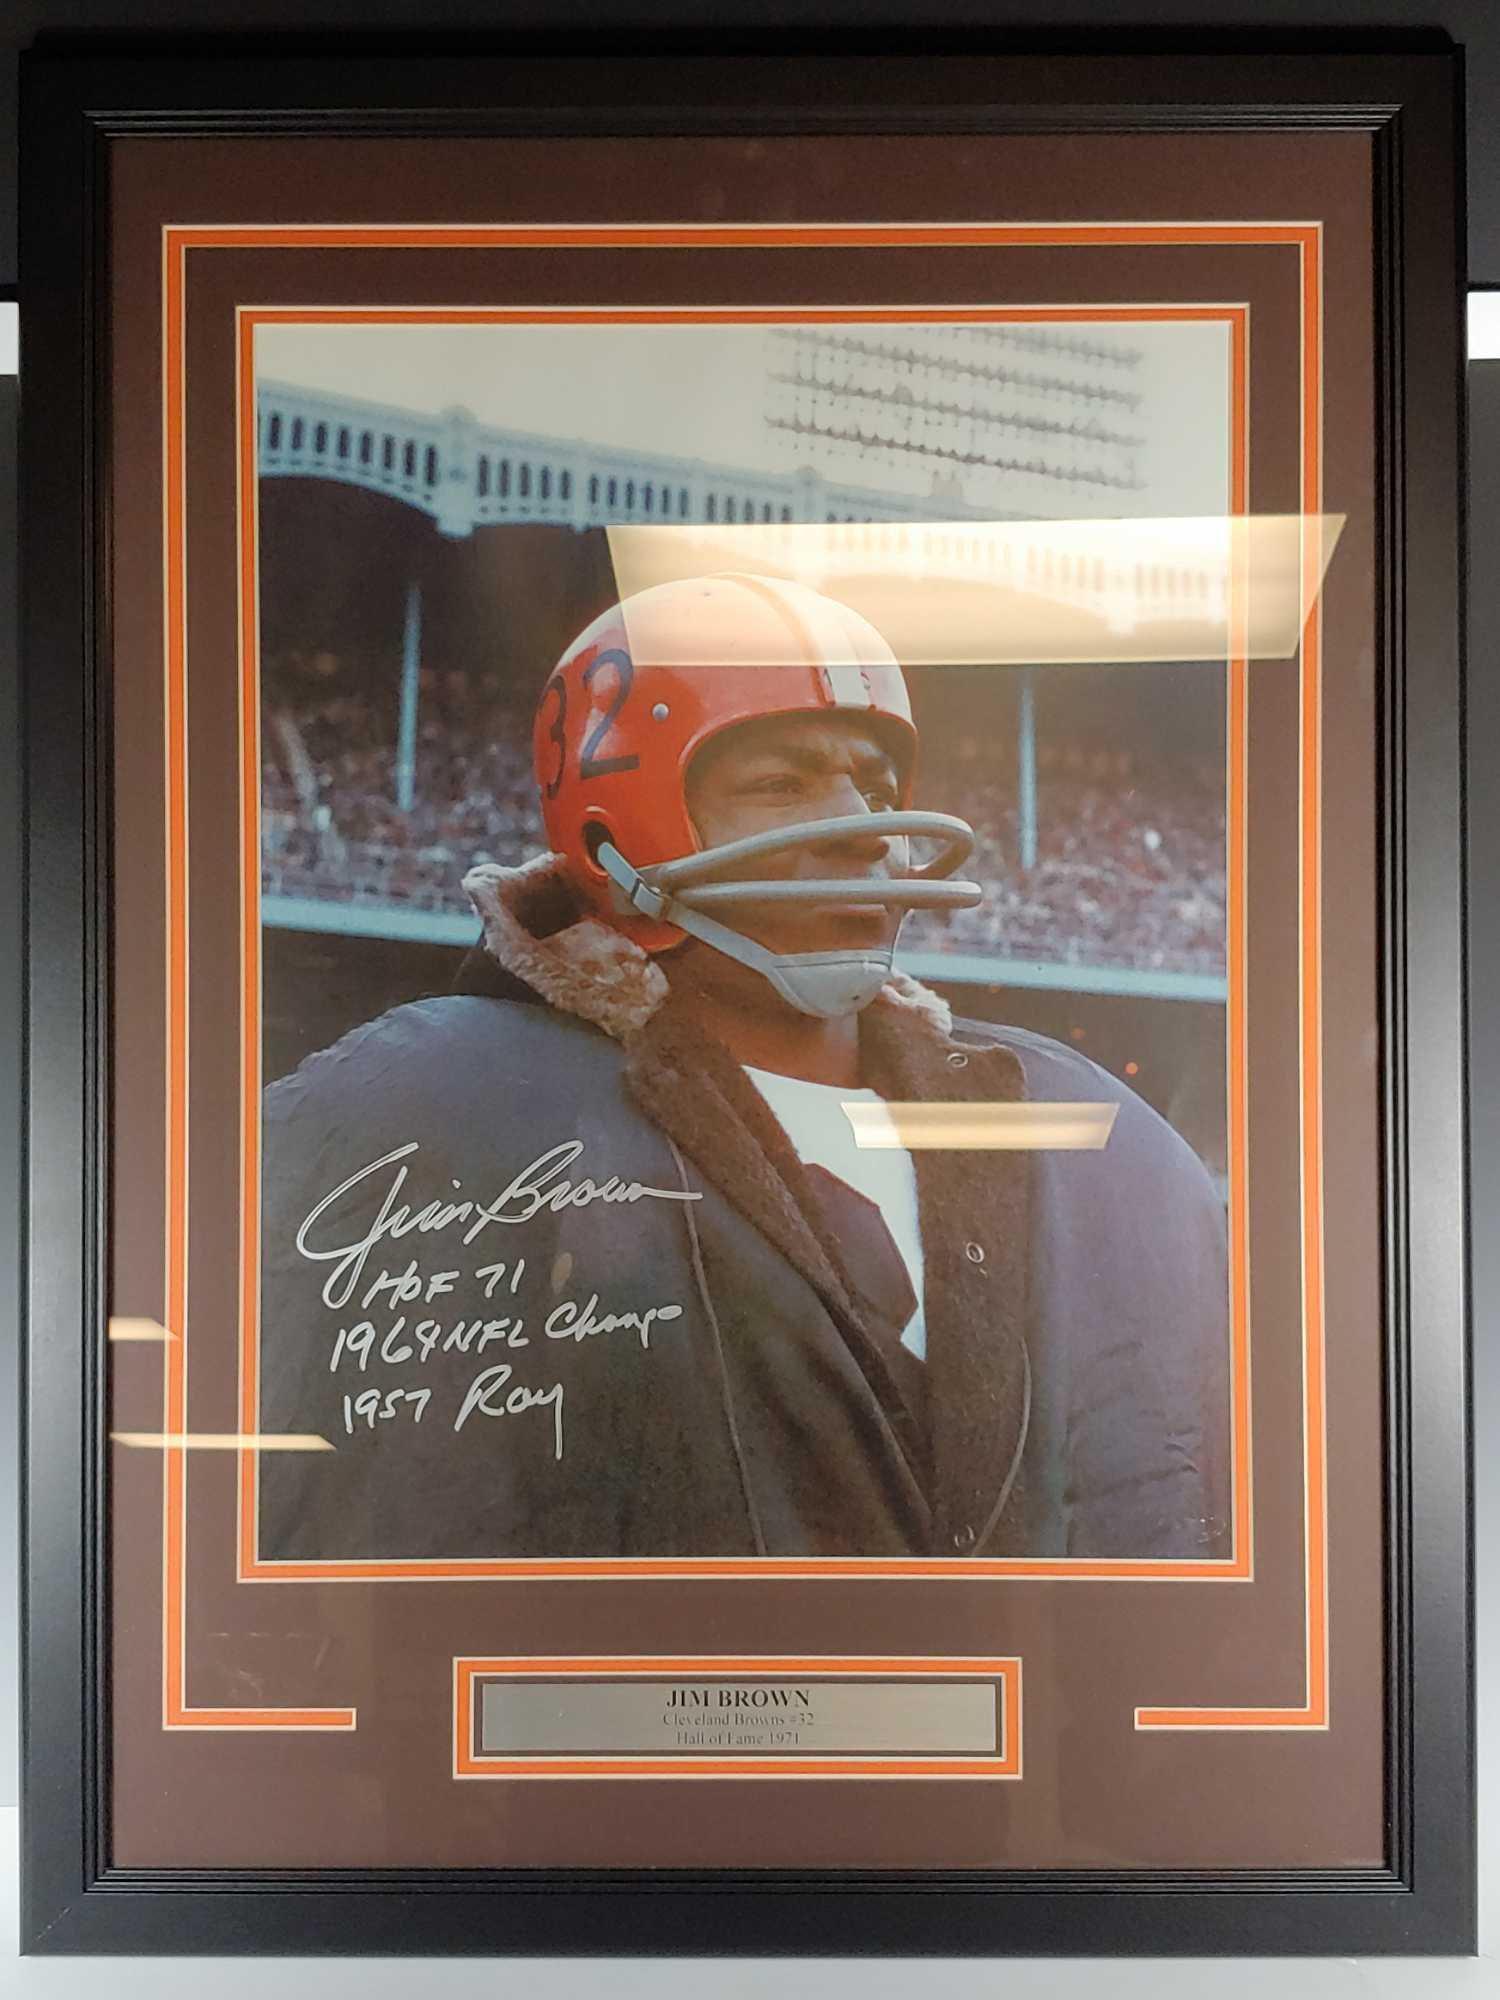 32
Jim Brown
HOF 71
1964 NFL Champ
1957 Roy
JIM BROWN
Cleveland Browns #32
Hall of Fame 1971